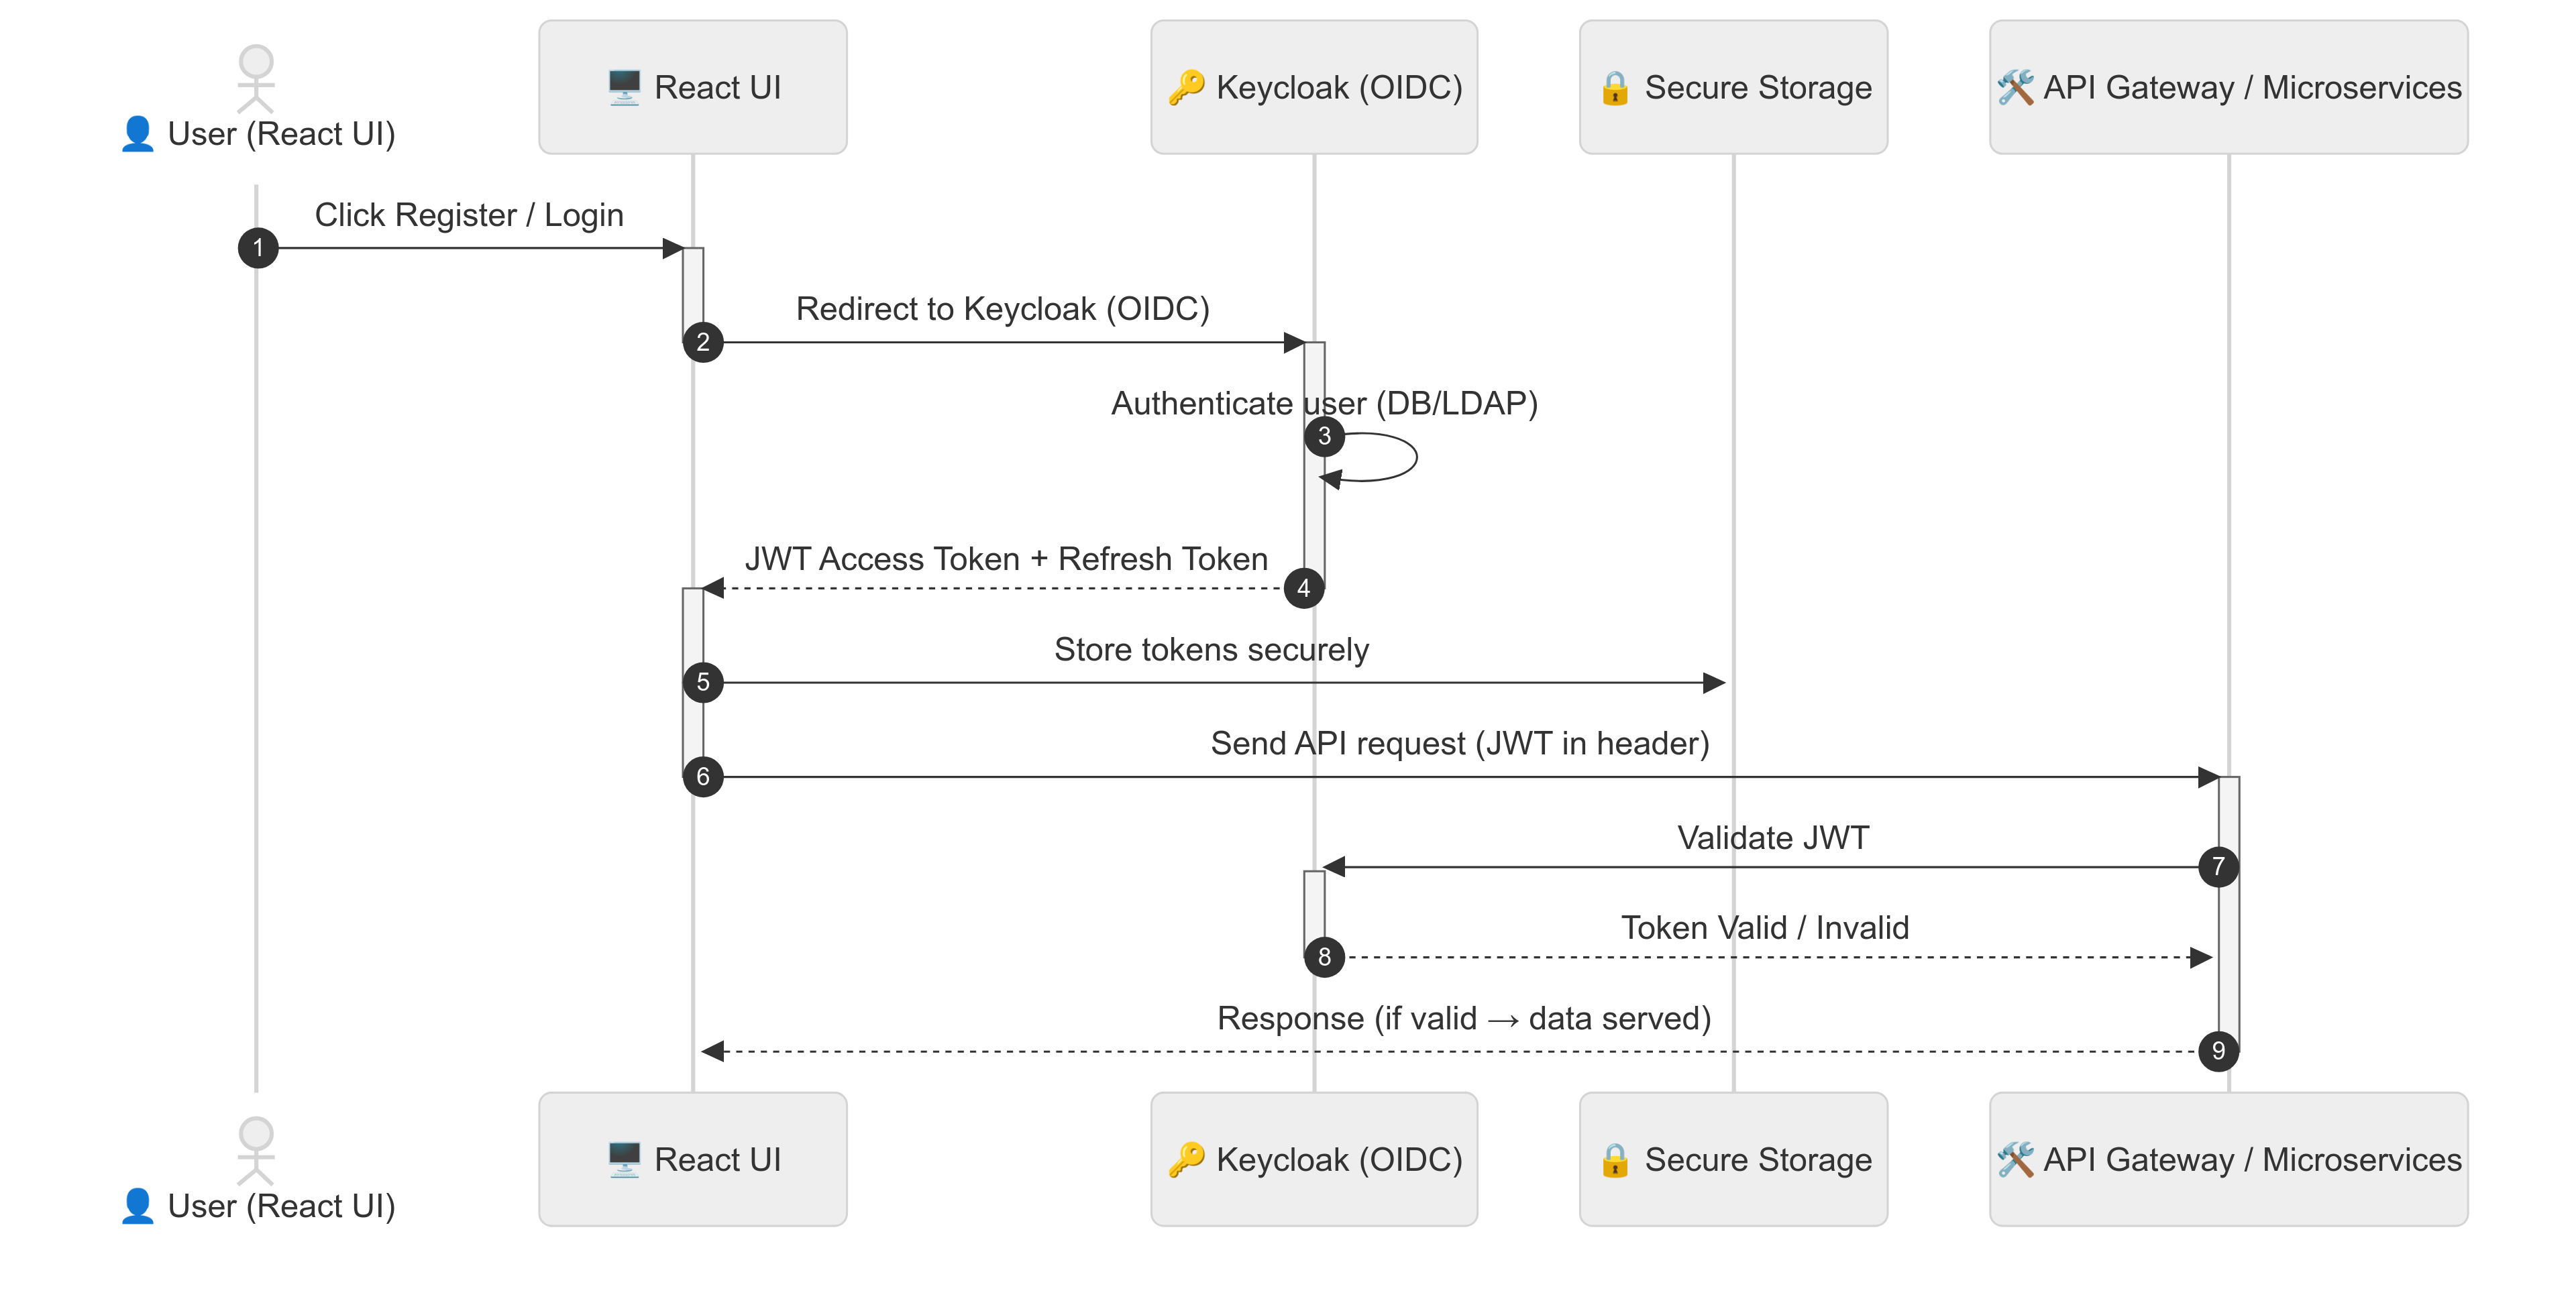 👤 User (React UI)
🖥️ React UI
🔑 Keycloak (OIDC)
🔒 Secure Storage
🛠️ API Gateway / Microservices
Click Register / Login
1
Redirect to Keycloak (OIDC)
2
Authenticate user (DB/LDAP)
3
JWT Access Token + Refresh Token
4
Store tokens securely
5
Send API request (JWT in header)
6
Validate JWT
7
Token Valid / Invalid
8
Response (if valid → data served)
9
👤 User (React UI)
🖥️ React UI
🔑 Keycloak (OIDC)
🔒 Secure Storage
🛠️ API Gateway / Microservices